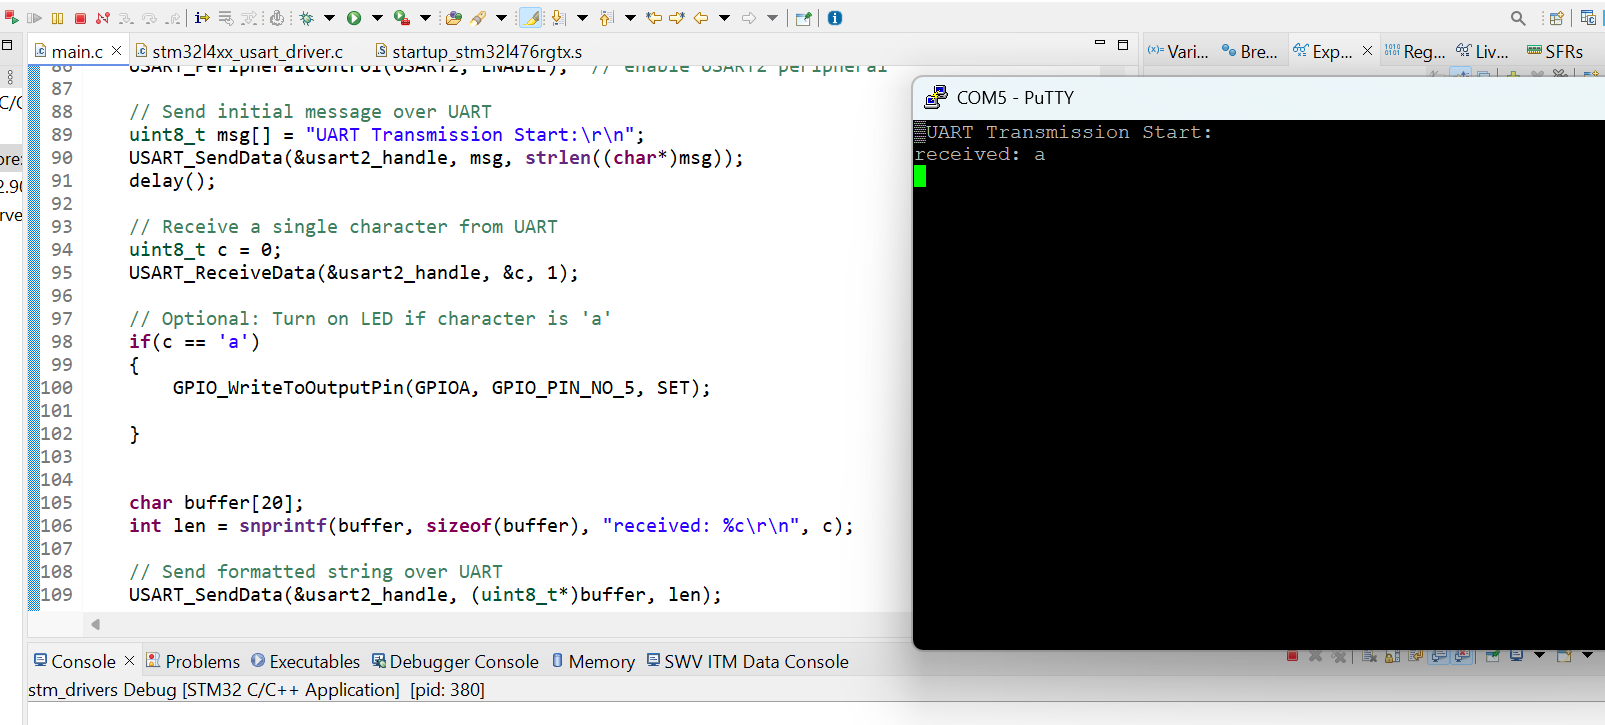 main.c
stm32l4xx_usart_driver.c
startup_stm32l476rgtx.s
(x)= Vari...
Bre...
Exp...
Reg...
Liv...
SFRs
C/C
ore:
2.90
rve
86 USART_PeripheralControl(USART2, ENABLE); // enable USART2 peripheral
87
88 // Send initial message over UART
89 uint8_t msg[] = "UART Transmission Start:\r\n";
90 USART_SendData(&usart2_handle, msg, strlen((char*)msg));
91 delay();
92
93 // Receive a single character from UART
94 uint8_t c = 0;
95 USART_ReceiveData(&usart2_handle, &c, 1);
96
97 // Optional: Turn on LED if character is 'a'
98 if(c == 'a')
99 {
100 GPIO_WriteToOutputPin(GPIOA, GPIO_PIN_NO_5, SET);
101
102 }
103
104
105 char buffer[20];
106 int len = snprintf(buffer, sizeof(buffer), "received: %c\r\n", c);
107
108 // Send formatted string over UART
109 USART_SendData(&usart2_handle, (uint8_t*)buffer, len);
COM5 - PuTTY
UART Transmission Start:
received: a
Console
Problems
Executables
Debugger Console
Memory
SWV ITM Data Console
stm_drivers Debug [STM32 C/C++ Application] [pid: 380]